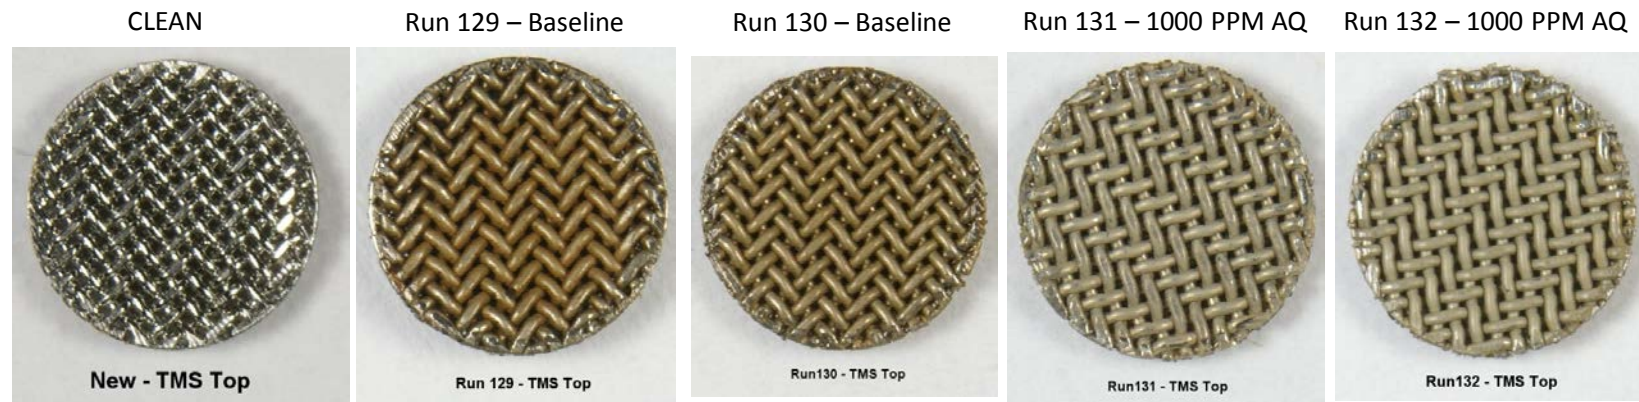 CLEAN
Run 129 – Baseline
Run 130 – Baseline
Run 131 – 1000 PPM AQ
Run 132 – 1000 PPM AQ
New - TMS Top
Run 129 - TMS Top
Run130 - TMS Top
Run131 - TMS Top
Run132 - TMS Top